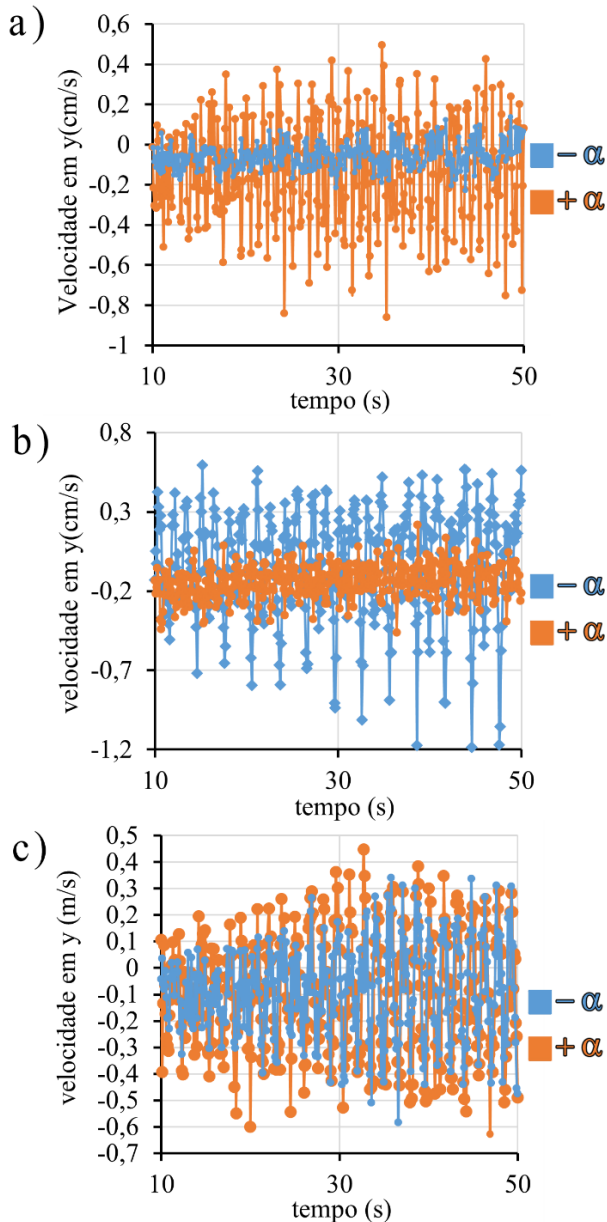 a)
Velocidade em y(cm/s)
0,6
0,4
0,2
0
-0,2
-0,4
-0,6
-0,8
-1
10
30
50
tempo (s)
– α
+ α
b)
velocidade em y(cm/s)
0,8
0,3
-0,2
-0,7
-1,2
10
30
50
tempo (s)
– α
+ α
c)
velocidade em y (m/s)
0,5
0,4
0,3
0,2
0,1
0
-0,1
-0,2
-0,3
-0,4
-0,5
-0,6
-0,7
10
30
50
tempo (s)
– α
+ α